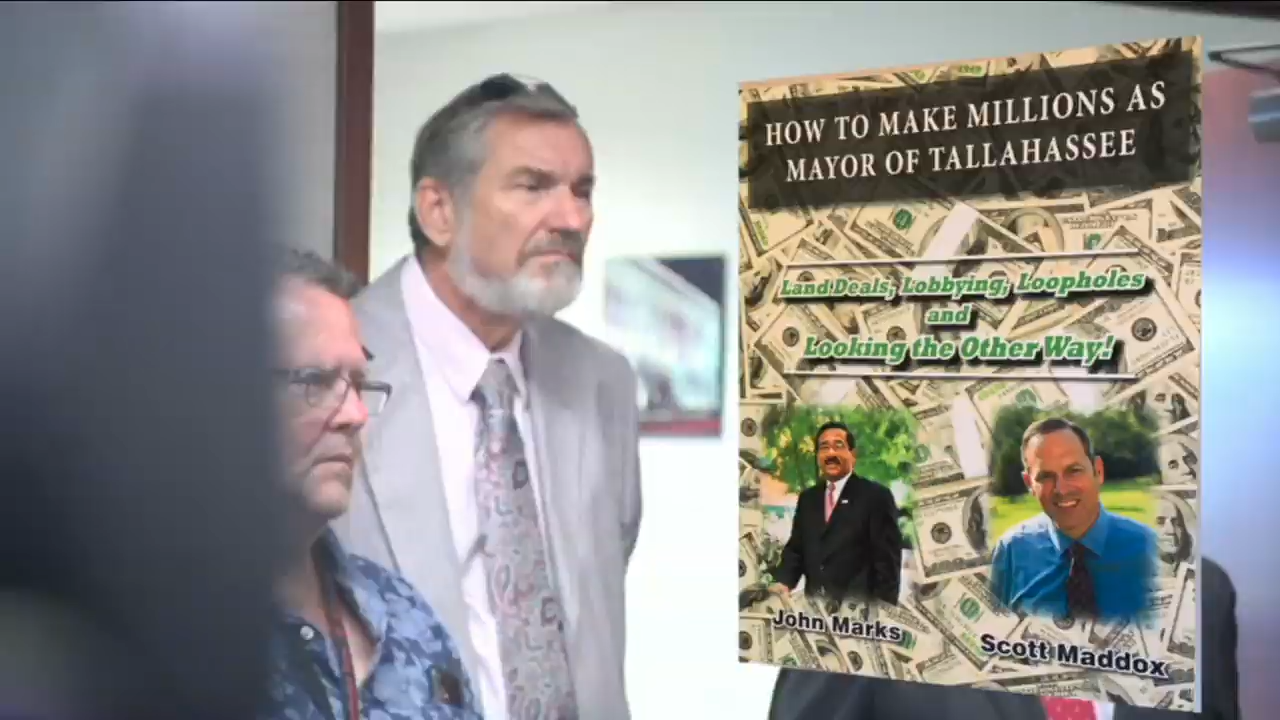 HOW TO MAKE MILLIONS AS
MAYOR OF TALLAHASSEE
Land Deals, Lobbying, Loopholes
and
Looking the Other Way!
John Marks
Scott Maddox